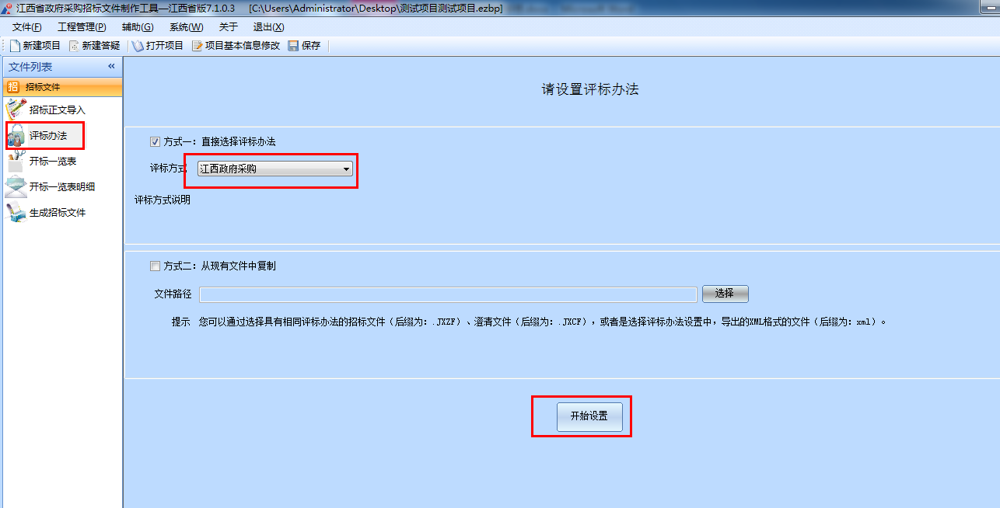 江西省政府采购招标文件制作工具—江西省版7.1.0.3 [C:\Users\Administrator\Desktop\测试项目测试项目.ezbp]
文件(F) 工程管理(P) 辅助(G) 系统(W) 关于 退出(X)
新建项目 新建答疑 打开项目 项目基本信息修改 保存
文件列表 «
招 招标文件
招标正文导入
评标办法
开标一览表
开标一览表明细
生成招标文件
请设置评标办法
方式一: 直接选择评标办法
评标方式 江西政府采购
评标方式说明
方式二: 从现有文件中复制
文件路径 选择
提示 您可以通过选择具有相同评标办法的招标文件（后缀为: .JXZF）、澄清文件（后缀为: .JXCF）, 或者是选择评标办法设置中, 导出的XML格式的文件（后缀为: xml）。
开始设置